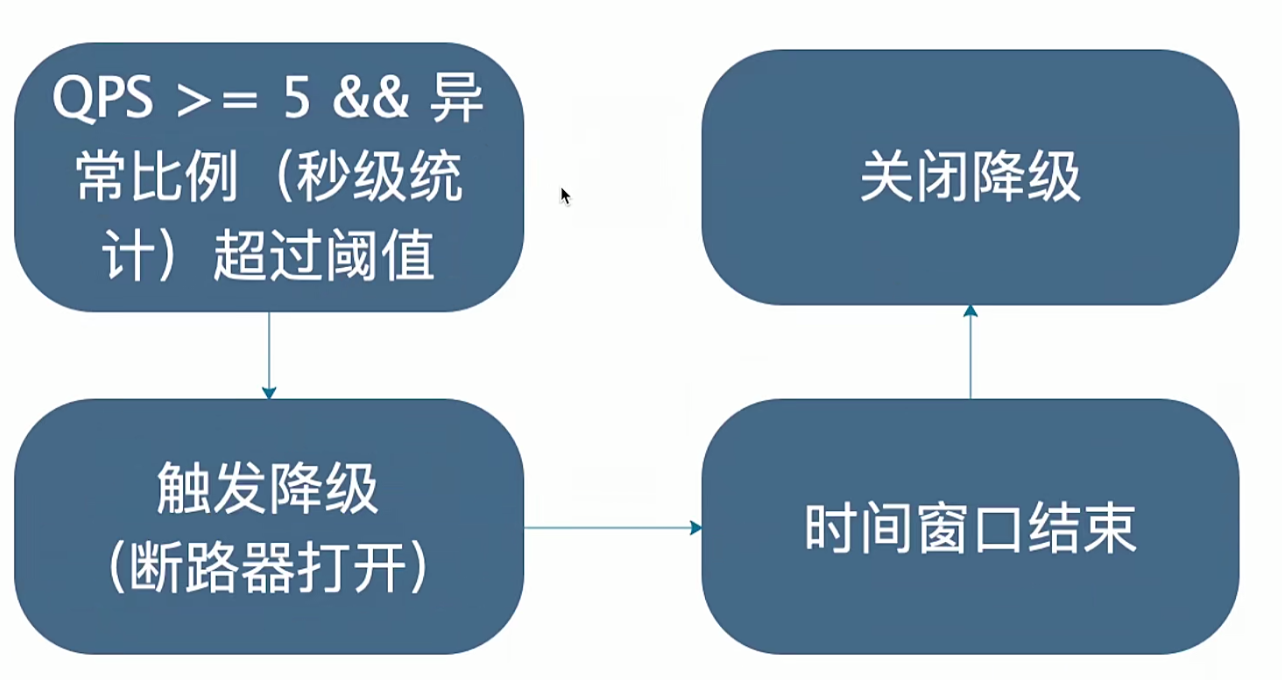 QPS >= 5 && 异
常比例（秒级统
计）超过阈值
关闭降级
触发降级
（断路器打开）
时间窗口结束